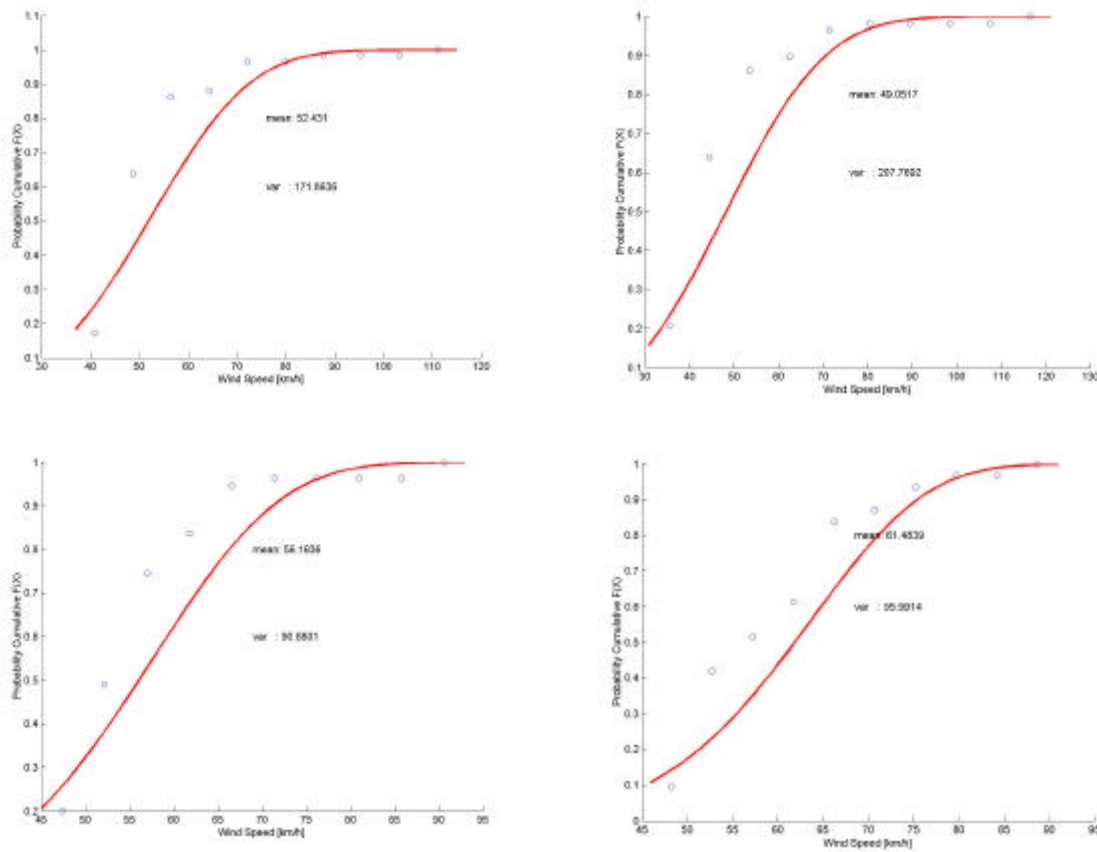 1.1
1
0.9
0.8
0.7
0.6
0.5
0.4
0.3
0.2
0.1
Probability Cumulative F(X)
mean: 52.431
var : 171.8636
30 40 50 60 70 80 90 100 110 120
Wind Speed [km/h]
1
0.9
0.8
0.7
0.6
0.5
0.4
0.3
0.2
0.1
Probability Cumulative F(X)
mean: 49.0517
var : 207.7692
30 40 50 60 70 80 90 100 110 120 130
Wind Speed [km/h]
1
0.9
0.8
0.7
0.6
0.5
0.4
0.3
0.2
Probability Cumulative F(X)
mean: 56.1636
var :
45 50 55 60 65 70 75 80 85 90 95
Wind Speed [km/h]
1
0.9
0.8
0.7
0.6
0.5
0.4
0.3
0.2
0.1
0
Probability Cumulative F(X)
mean: 61.4839
var : 95.9914
45 50 55 60 65 70 75 80 85 90 95
Wind Speed [km/h]